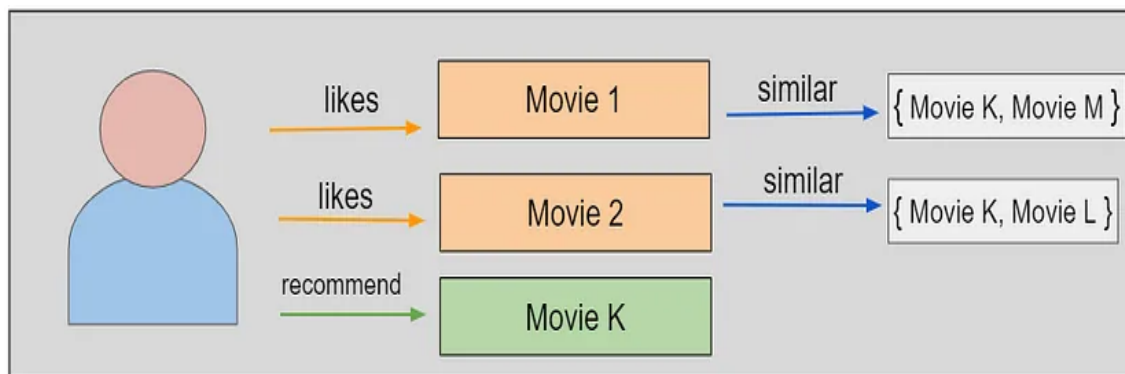 likes
Movie 1
similar
{ Movie K, Movie M }
likes
Movie 2
similar
{ Movie K, Movie L }
recommend
Movie K